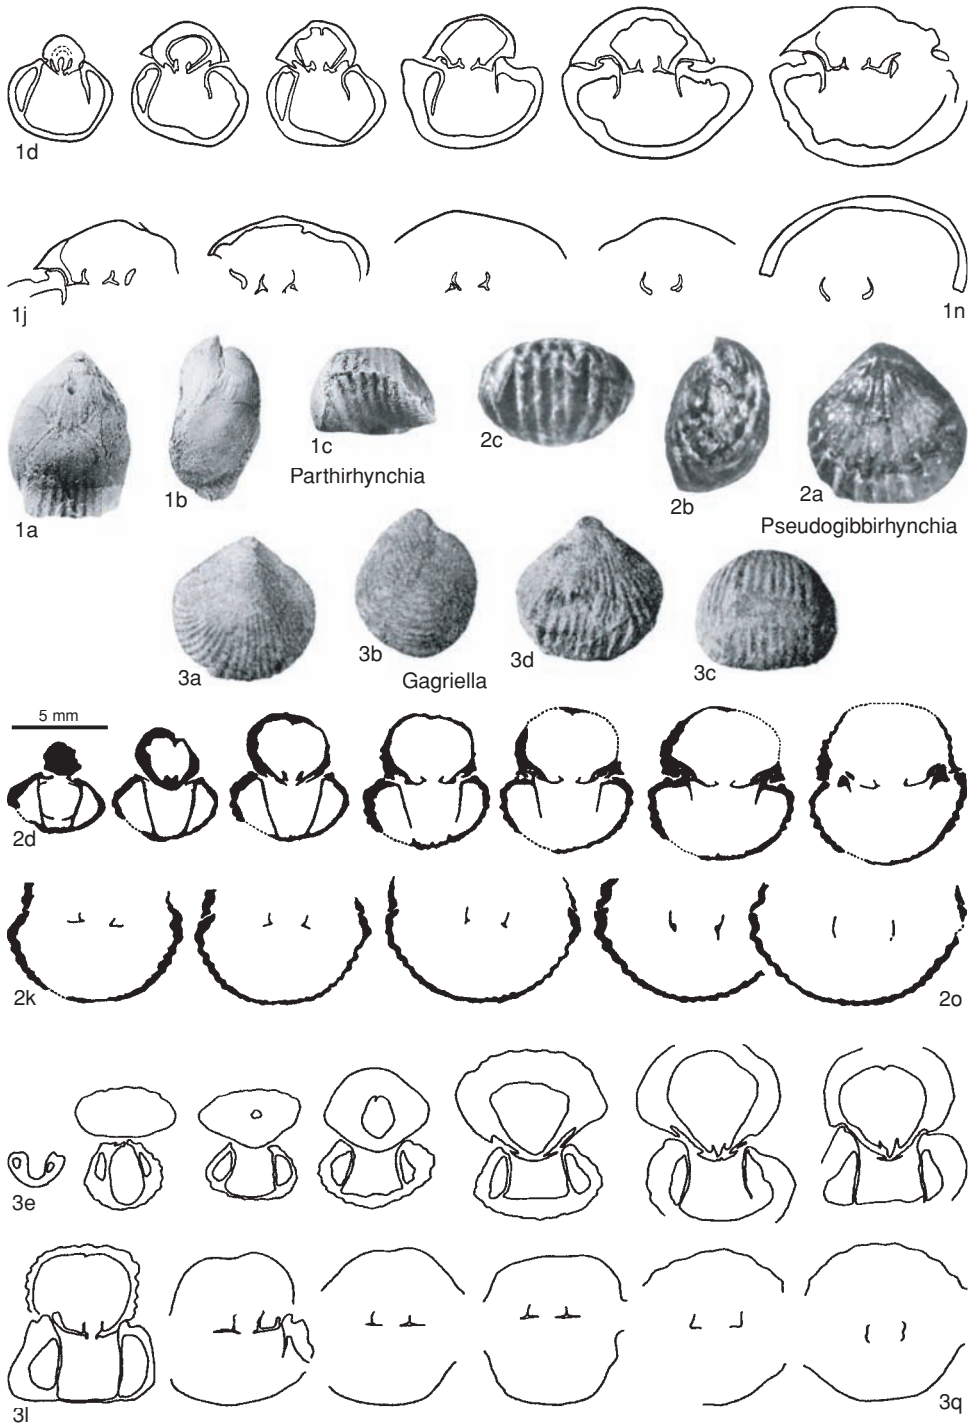 1d
1j
1n
1a
1b
1c
2c
2b
2a
Parthirhynchia
Pseudogibbirhynchia
3a
3b
3d
3c
Gagriella
5 mm
2d
2k
2o
3e
3l
3q